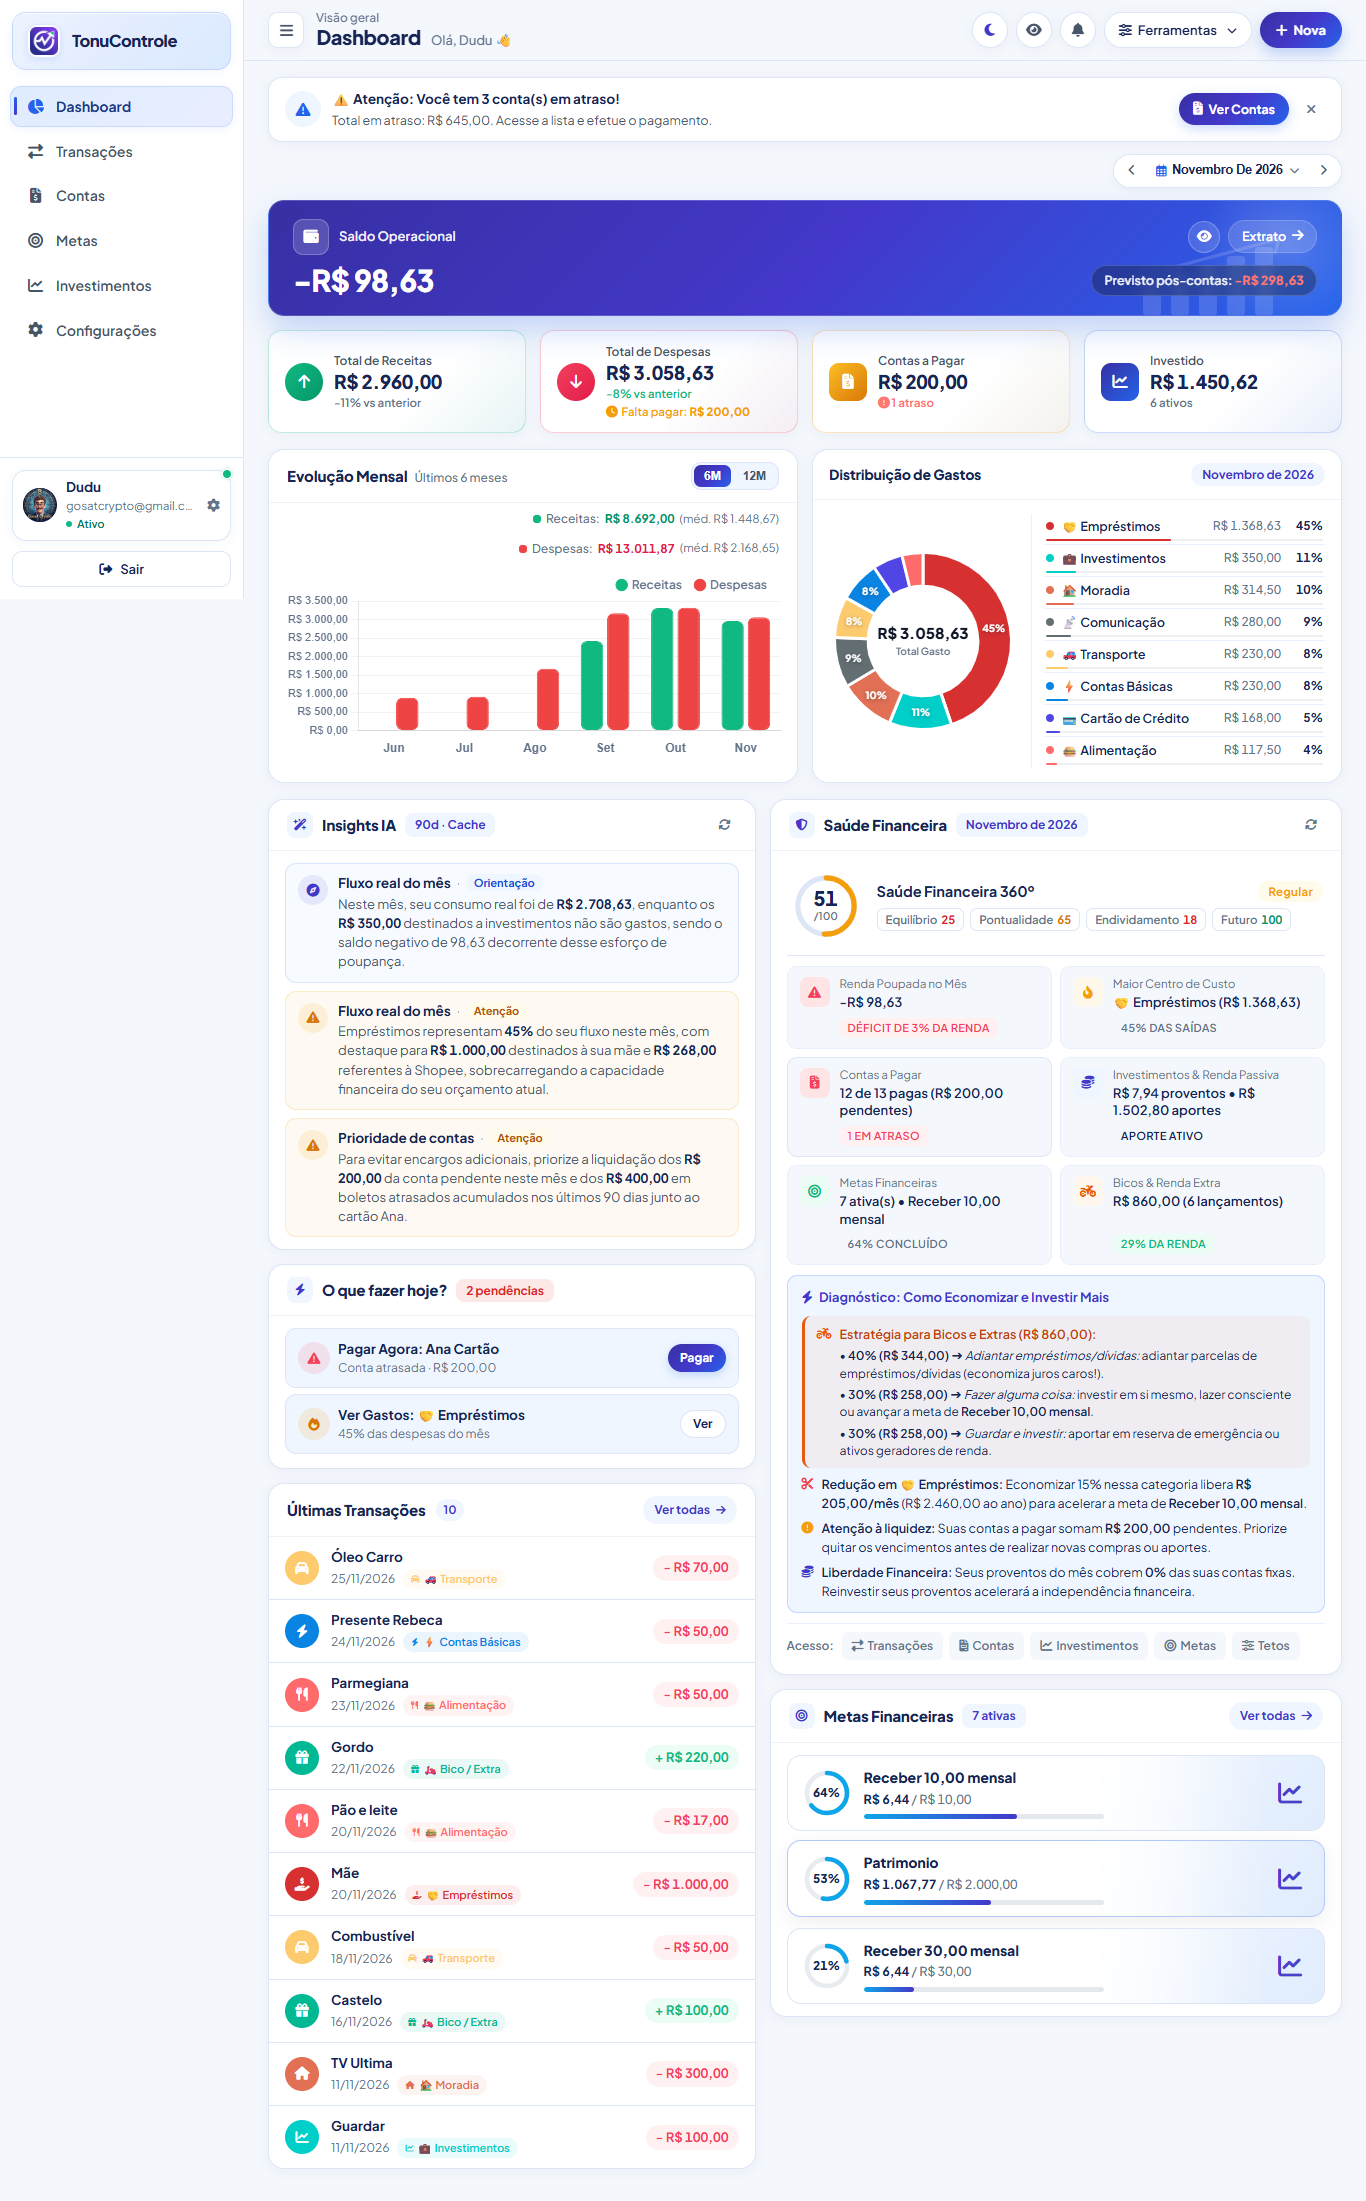 TonuControle
Dashboard
Transações
Contas
Metas
Investimentos
Configurações
Dudu
gosatcrypto@gmail.c...
Ativo
Sair
Visão geral
Dashboard Olá, Dudu 👋
Ferramentas
+ Nova
⚠️ Atenção: Você tem 3 conta(s) em atraso!
Total em atraso: R$ 645,00. Acesse a lista e efetue o pagamento.
Ver Contas
Novembro De 2026
Saldo Operacional
Extrato →
-R$ 98,63
Previsto pós-contas: -R$ 298,63
Total de Receitas
R$ 2.960,00
-11% vs anterior
Total de Despesas
R$ 3.058,63
-8% vs anterior
Falta pagar: R$ 200,00
Contas a Pagar
R$ 200,00
1 atraso
Investido
R$ 1.450,62
6 ativos
Evolução Mensal Últimos 6 meses
6M 12M
Receitas: R$ 8.692,00 (méd. R$ 1.448,67)
Despesas: R$ 13.011,87 (méd. R$ 2.168,65)
Receitas Despesas
R$ 3.500,00
R$ 3.000,00
R$ 2.500,00
R$ 2.000,00
R$ 1.500,00
R$ 1.000,00
R$ 500,00
R$ 0,00
Jun Jul Ago Set Out Nov
Distribuição de Gastos
Novembro de 2026
45%
11%
10%
9%
8%
8%
R$ 3.058,63
Total Gasto
Empréstimos R$ 1.368,63 45%
Investimentos R$ 350,00 11%
Moradia R$ 314,50 10%
Comunicação R$ 280,00 9%
Transporte R$ 230,00 8%
Contas Básicas R$ 230,00 8%
Cartão de Crédito R$ 168,00 5%
Alimentação R$ 117,50 4%
Insights IA 90d · Cache
Fluxo real do mês · Orientação
Neste mês, seu consumo real foi de R$ 2.708,63, enquanto os
R$ 350,00 destinados a investimentos não são gastos, sendo o
saldo negativo de 98,63 decorrente desse esforço de
poupança.
Fluxo real do mês · Atenção
Empréstimos representam 45% do seu fluxo neste mês, com
destaque para R$ 1.000,00 destinados à sua mãe e R$ 268,00
referentes à Shopee, sobrecarregando a capacidade
financeira do seu orçamento atual.
Prioridade de contas · Atenção
Para evitar encargos adicionais, priorize a liquidação dos R$
200,00 da conta pendente neste mês e dos R$ 400,00 em
boletos atrasados acumulados nos últimos 90 dias junto ao
cartão Ana.
O que fazer hoje? 2 pendências
Pagar Agora: Ana Cartão
Conta atrasada · R$ 200,00
Pagar
Ver Gastos: Empréstimos
45% das despesas do mês
Ver
Últimas Transações 10
Ver todas →
Óleo Carro
25/11/2026 Transporte
- R$ 70,00
Presente Rebeca
24/11/2026 Contas Básicas
- R$ 50,00
Parmegiana
23/11/2026 Alimentação
- R$ 50,00
Gordo
22/11/2026 Bico / Extra
+ R$ 220,00
Pão e leite
20/11/2026 Alimentação
- R$ 17,00
Mãe
20/11/2026 Empréstimos
- R$ 1.000,00
Combustível
18/11/2026 Transporte
- R$ 50,00
Castelo
16/11/2026 Bico / Extra
+ R$ 100,00
TV Ultima
11/11/2026 Moradia
- R$ 300,00
Guardar
11/11/2026 Investimentos
- R$ 100,00
Saúde Financeira Novembro de 2026
51
/100
Saúde Financeira 360º
Regular
Equilíbrio 25 Pontualidade 65 Endividamento 18 Futuro 100
Renda Poupada no Mês
-R$ 98,63
DÉFICIT DE 3% DA RENDA
Maior Centro de Custo
Empréstimos (R$ 1.368,63)
45% DAS SAÍDAS
Contas a Pagar
12 de 13 pagas (R$ 200,00
pendentes)
1 EM ATRASO
Investimentos & Renda Passiva
R$ 7,94 proventos • R$
1.502,80 aportes
APORTE ATIVO
Metas Financeiras
7 ativa(s) • Receber 10,00
mensal
64% CONCLUÍDO
Bicos & Renda Extra
R$ 860,00 (6 lançamentos)
29% DA RENDA
Diagnóstico: Como Economizar e Investir Mais
Estratégia para Bicos e Extras (R$ 860,00):
• 40% (R$ 344,00) ➔ Adiantar empréstimos/dívidas: adiantar parcelas de
empréstimos/dívidas (economiza juros caros!).
• 30% (R$ 258,00) ➔ Fazer alguma coisa: investir em si mesmo, lazer consciente
ou avançar a meta de Receber 10,00 mensal.
• 30% (R$ 258,00) ➔ Guardar e investir: aportar em reserva de emergência ou
ativos geradores de renda.
Redução em Empréstimos: Economizar 15% nessa categoria libera R$
205,00/mês (R$ 2.460,00 ao ano) para acelerar a meta de Receber 10,00 mensal.
Atenção à liquidez: Suas contas a pagar somam R$ 200,00 pendentes. Priorize
quitar os vencimentos antes de realizar novas compras ou aportes.
Liberdade Financeira: Seus proventos do mês cobrem 0% das suas contas fixas.
Reinvestir seus proventos acelerará a independência financeira.
Acesso: Transações Contas Investimentos Metas Tetos
Metas Financeiras 7 ativas
Ver todas →
64%
Receber 10,00 mensal
R$ 6,44 / R$ 10,00
53%
Patrimonio
R$ 1.067,77 / R$ 2.000,00
21%
Receber 30,00 mensal
R$ 6,44 / R$ 30,00